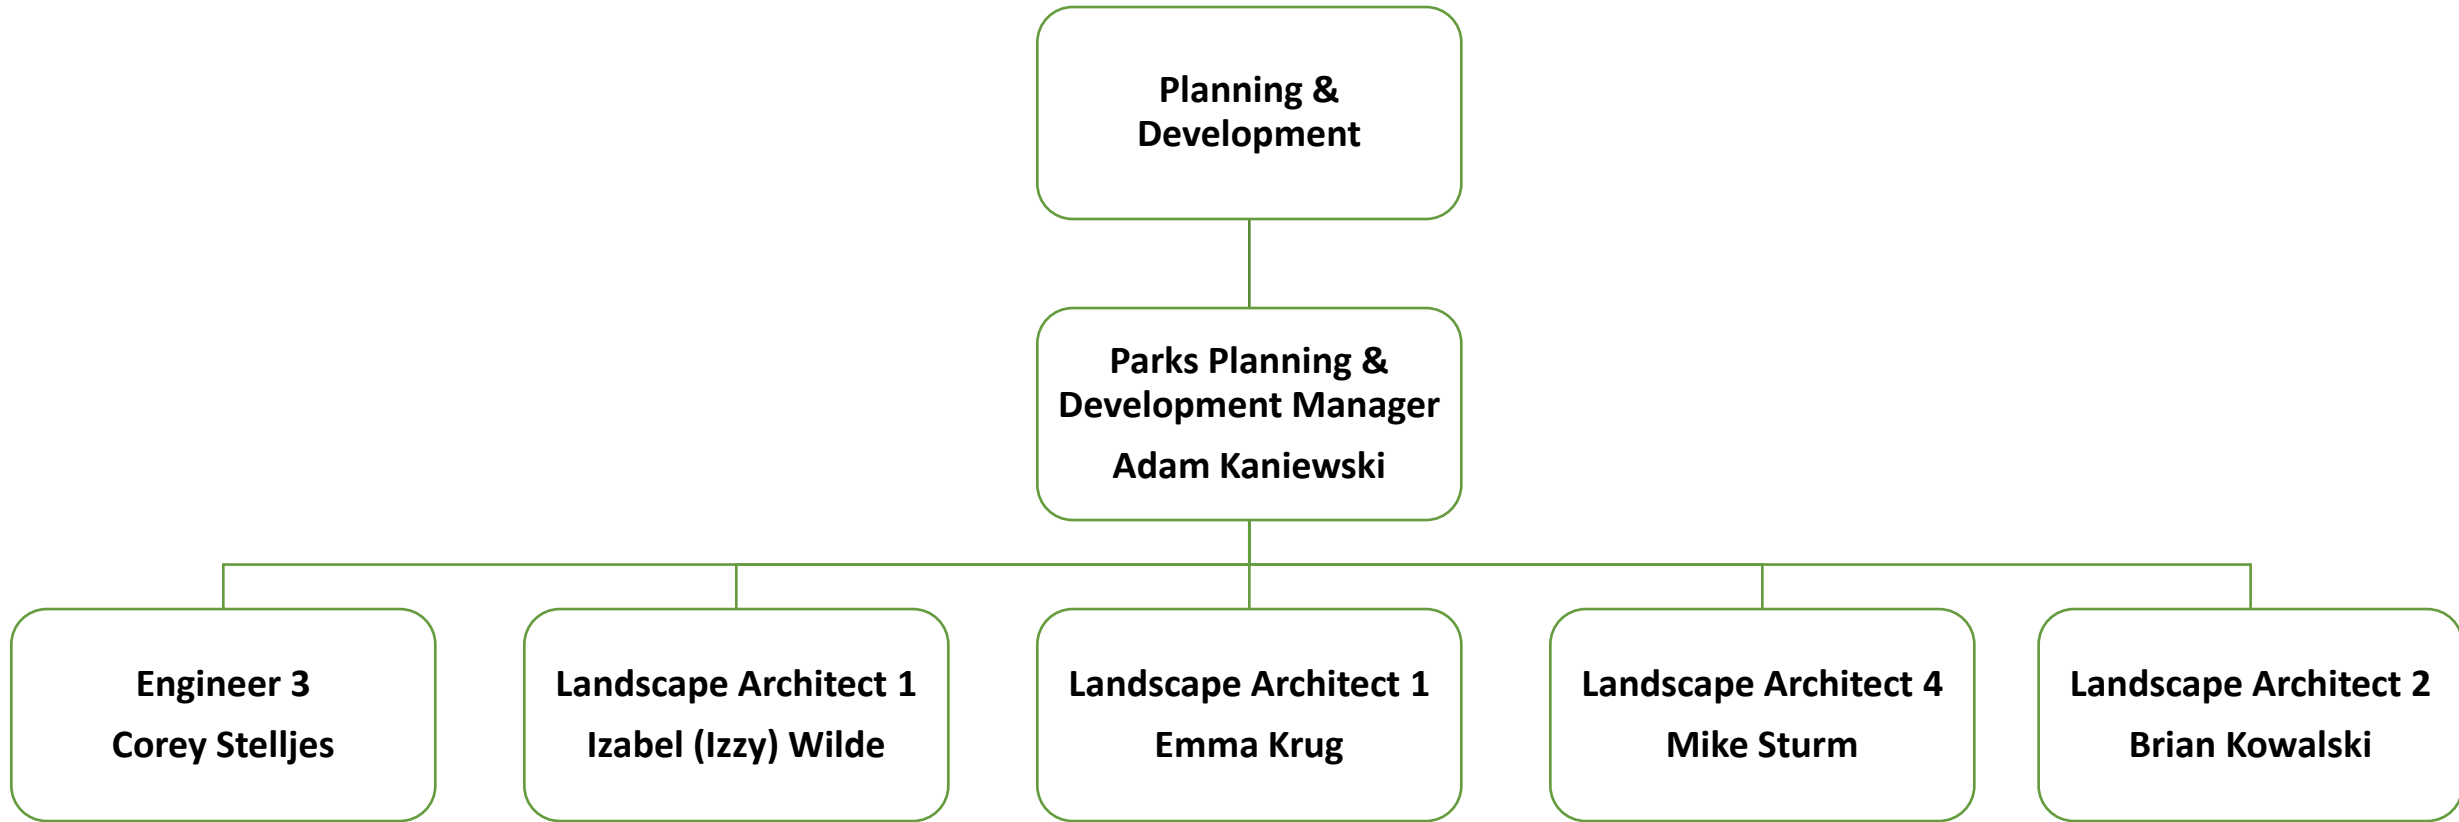 Planning &
Development
Parks Planning &
Development Manager
Adam Kaniewski
Engineer 3
Corey Stelljes
Landscape Architect 1
Izabel (Izzy) Wilde
Landscape Architect 1
Emma Krug
Landscape Architect 4
Mike Sturm
Landscape Architect 2
Brian Kowalski